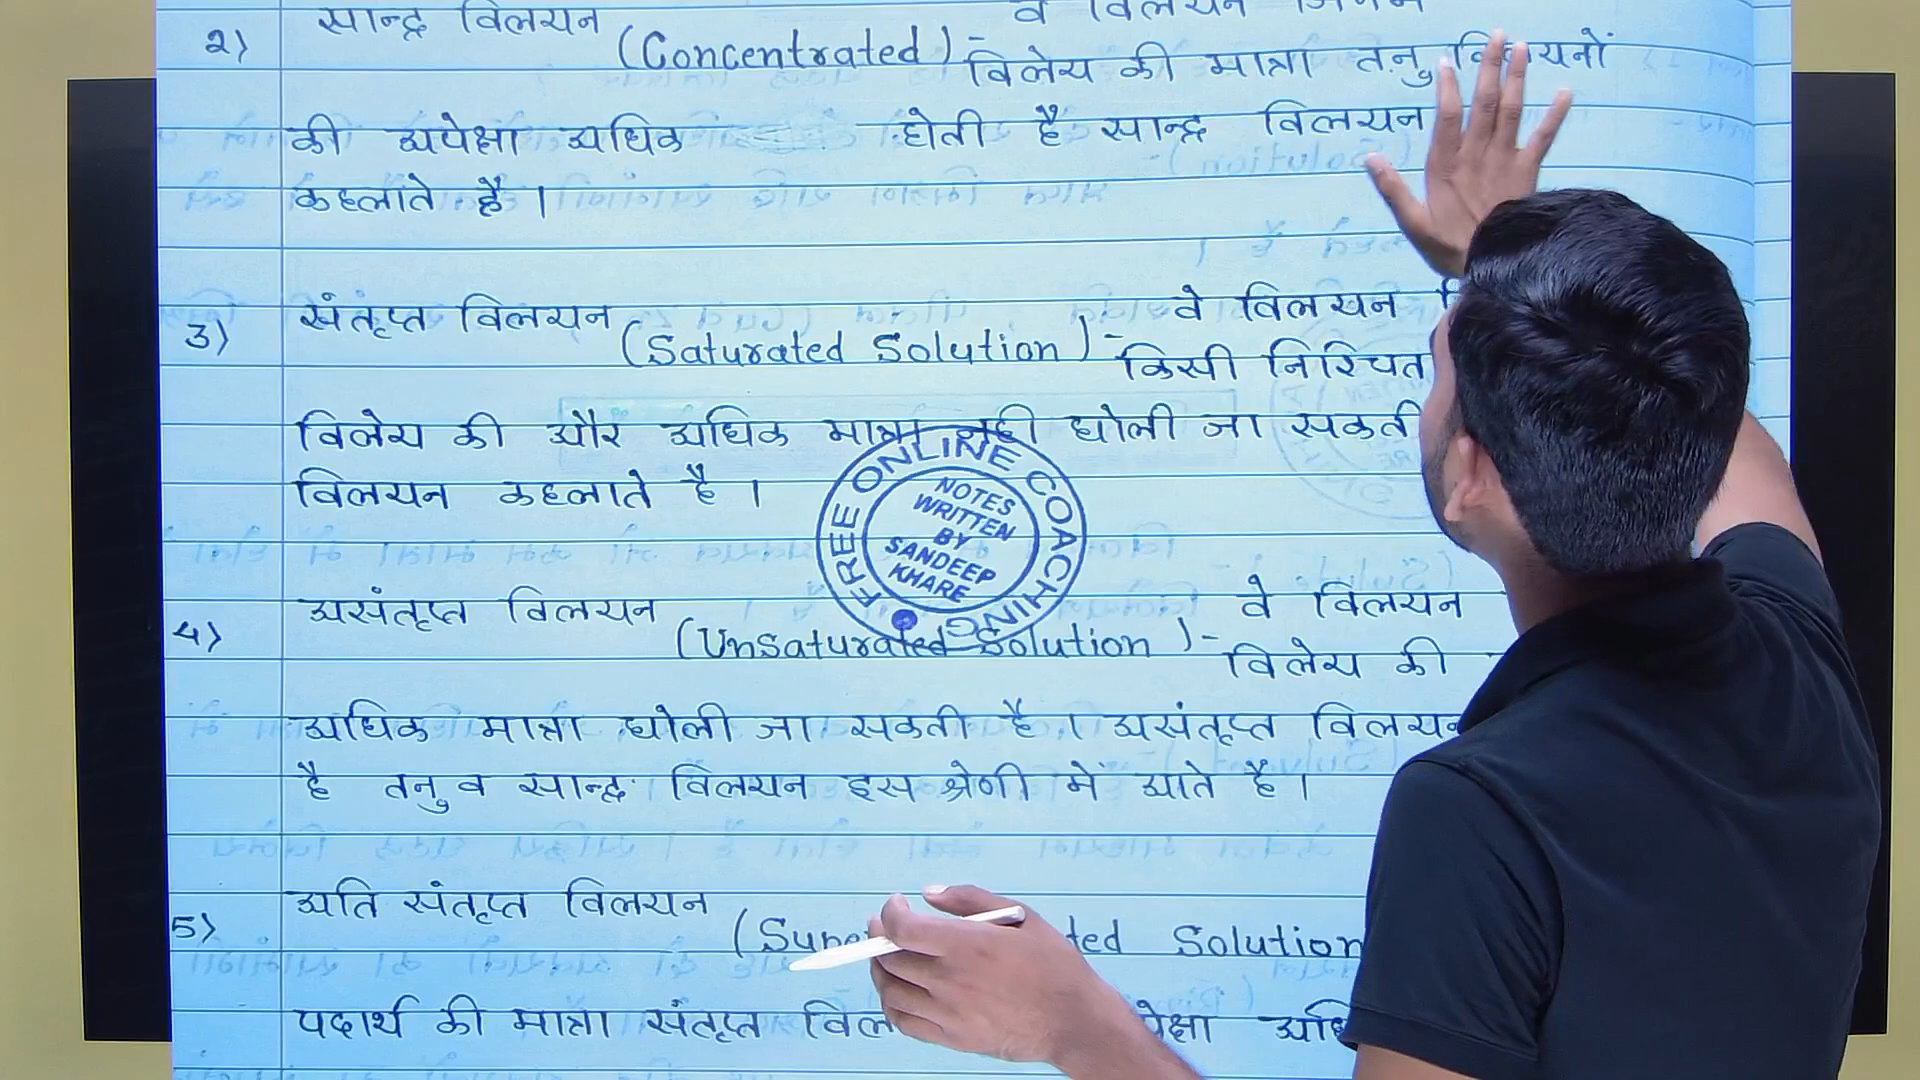 2) सान्द्र विलयन (Concentrated) - वे विलयन जिनमें
विलेय की मात्रा तनु विलयनों
की अपेक्षा अधिक होती है सान्द्र विलयन
कहलाते है ।
3) संतृप्त विलयन (Saturated Solution) - वे विलयन
किसी निश्चित
विलेय की और अधिक मात्रा नही घोली जा सकती
विलयन कहलाते है ।
FREE ONLINE COACHING
NOTES
WRITTEN
BY
SANDEEP
KHARE
4) असंतृप्त विलयन (Unsaturated Solution) - वे विलयन
विलेय की
अधिक मात्रा घोली जा सकती है । असंतृप्त विलयन
है तनु व सान्द्र विलयन इस श्रेणी में आते है ।
5) अति संतृप्त विलयन Solution
पदार्थ की मात्रा संतृप्त